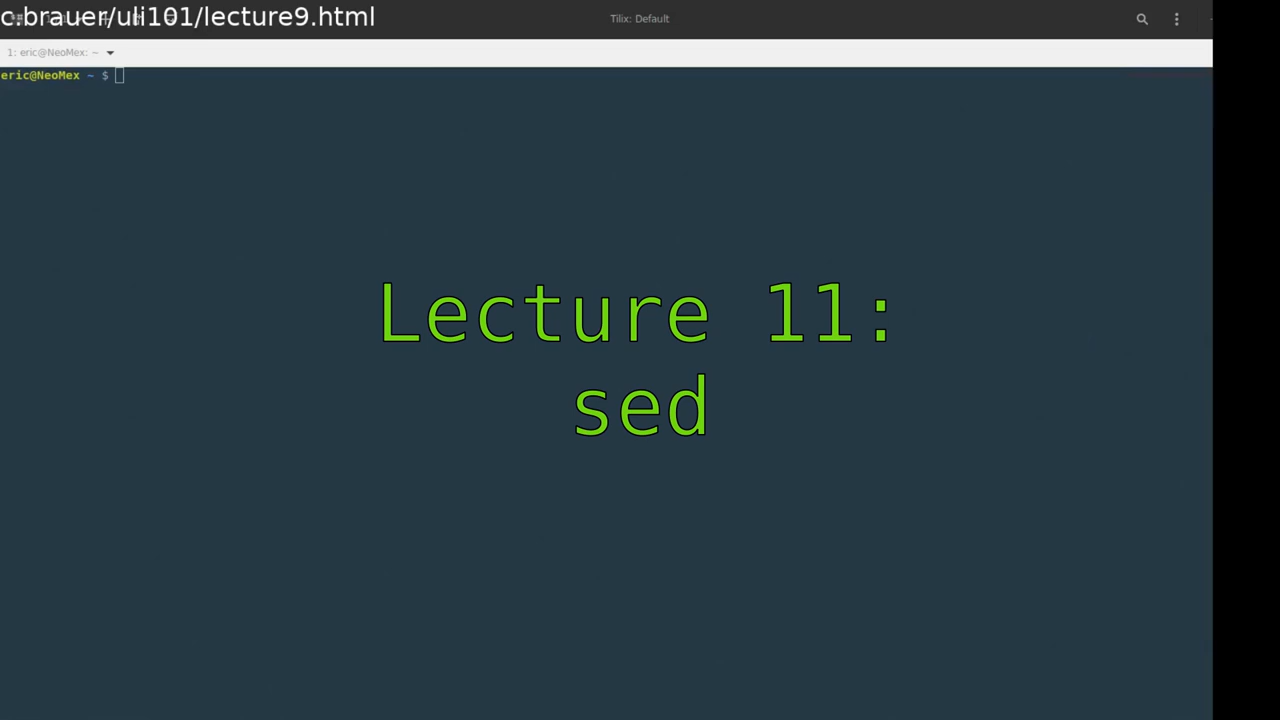 c.brauer/uli101/lecture9.html
Tilix: Default
1: eric@NeoMex: ~
eric@NeoMex ~ $
Lecture 11:
sed